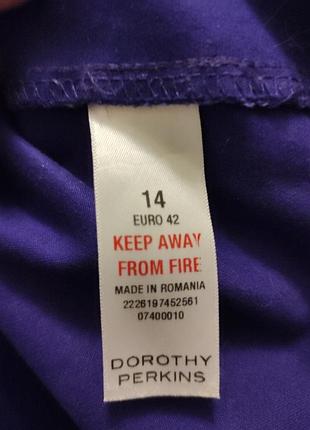 14
EURO 42
KEEP AWAY
FROM FIRE
MADE IN ROMANIA
2226197452561
07400010
DOROTHY
PERKINS